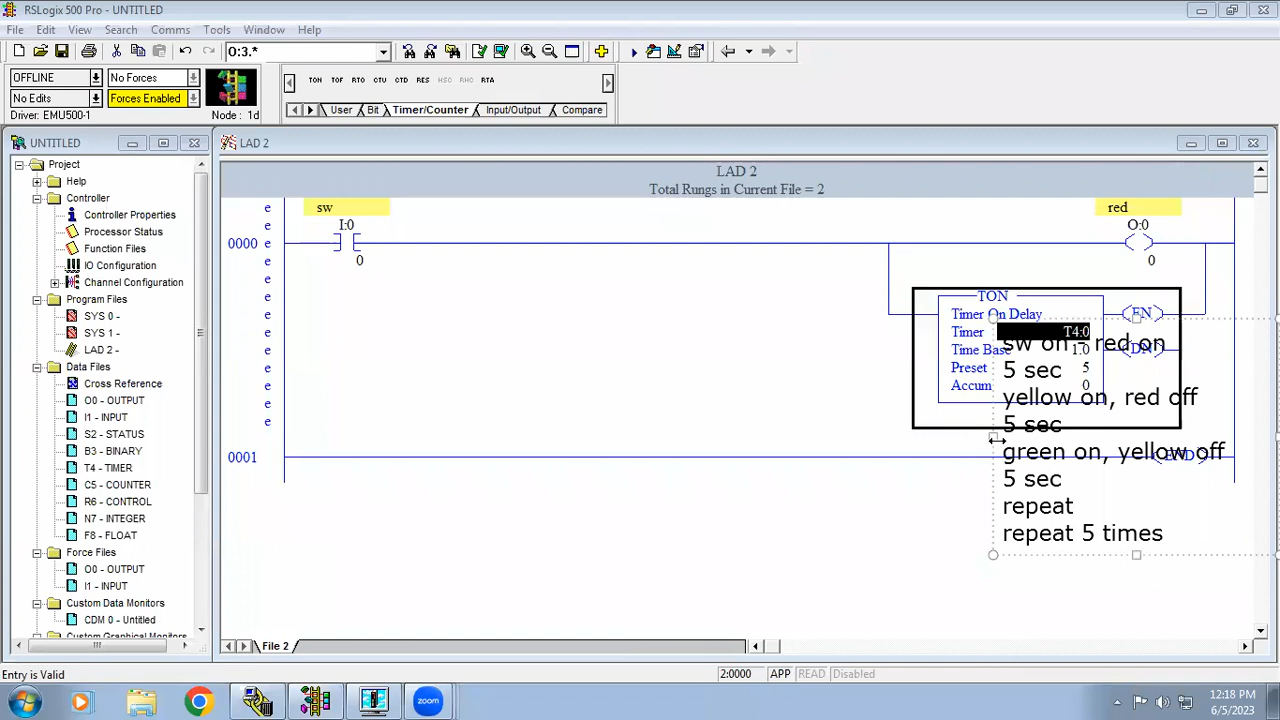 RSLogix 500 Pro - UNTITLED
File Edit View Search Comms Tools Window Help
O:3.*
OFFLINE No Forces
No Edits Forces Enabled
Driver: EMU500-1 Node : 1d
TON TOF RTO CTU CTD RES HSC RHC RTA
User Bit Timer/Counter Input/Output Compare
UNTITLED
Project
Help
Controller
Controller Properties
Processor Status
Function Files
IO Configuration
Channel Configuration
Program Files
SYS 0 -
SYS 1 -
LAD 2 -
Data Files
Cross Reference
O0 - OUTPUT
I1 - INPUT
S2 - STATUS
B3 - BINARY
T4 - TIMER
C5 - COUNTER
R6 - CONTROL
N7 - INTEGER
F8 - FLOAT
Force Files
O0 - OUTPUT
I1 - INPUT
Custom Data Monitors
CDM 0 - Untitled
Custom Graphical Monitors
LAD 2
LAD 2
Total Rungs in Current File = 2
e sw red
e I:0 O:0
0000 e
e 0 0
e
e TON
e Timer On Delay EN
e Timer T4:0
e Time Base 1.0 DN
e Preset 5
e Accum 0
e
e
0001 END
sw on - red on
5 sec
yellow on, red off
5 sec
green on, yellow off
5 sec
repeat
repeat 5 times
File 2
Entry is Valid 2:0000 APP READ Disabled
zoom
12:18 PM
6/5/2023